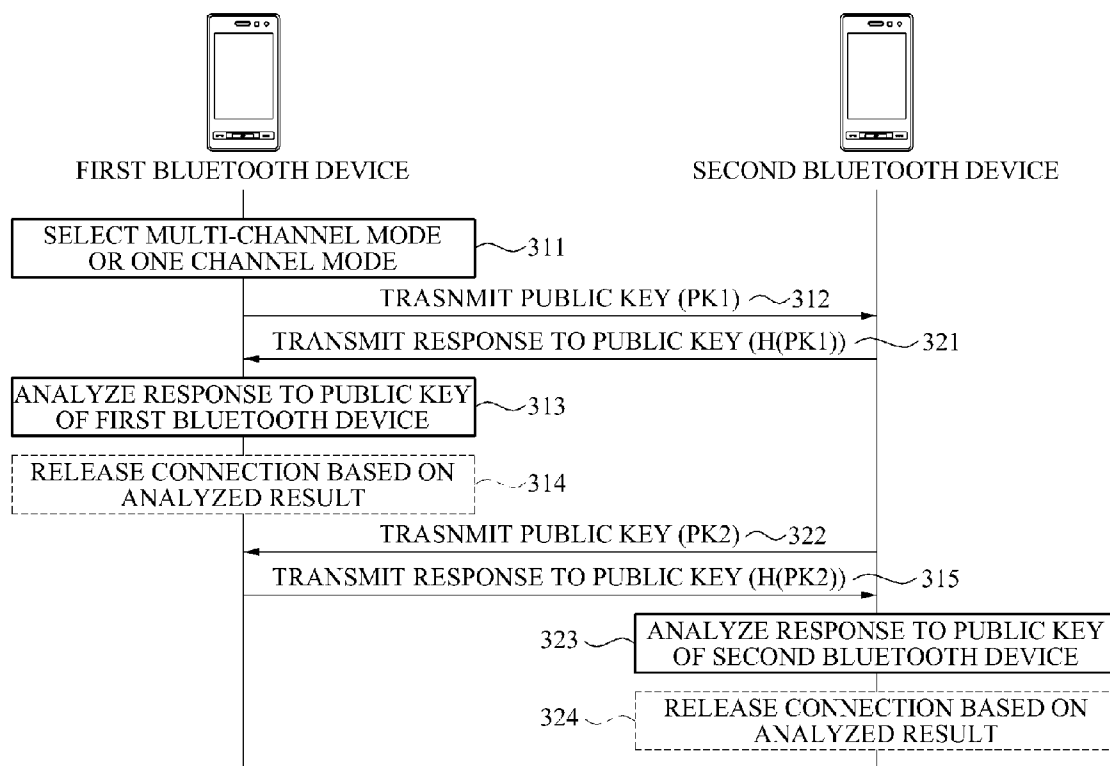 FIRST BLUETOOTH DEVICE
SECOND BLUETOOTH DEVICE
SELECT MULTI-CHANNEL MODE
OR ONE CHANNEL MODE
311
TRASNMIT PUBLIC KEY (PK1)
312
TRANSMIT RESPONSE TO PUBLIC KEY (H(PK1))
321
ANALYZE RESPONSE TO PUBLIC KEY
OF FIRST BLUETOOTH DEVICE
313
RELEASE CONNECTION BASED ON
ANALYZED RESULT
314
TRASNMIT PUBLIC KEY (PK2)
322
TRANSMIT RESPONSE TO PUBLIC KEY (H(PK2))
315
323
ANALYZE RESPONSE TO PUBLIC KEY
OF SECOND BLUETOOTH DEVICE
324
RELEASE CONNECTION BASED ON
ANALYZED RESULT